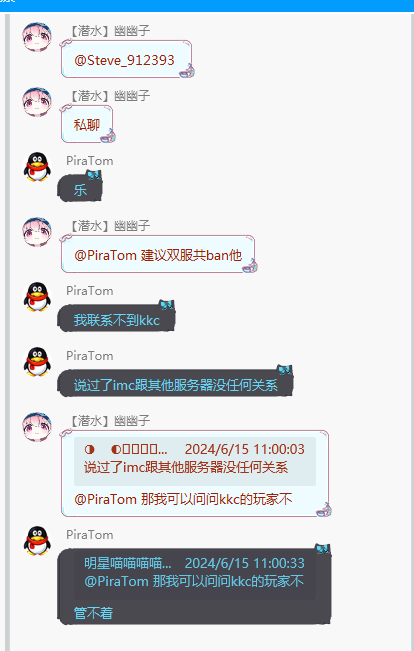 【潜水】幽幽子
@Steve_912393
【潜水】幽幽子
私聊
PiraTom
乐
【潜水】幽幽子
@PiraTom 建议双服共ban他
PiraTom
我联系不到kkc
PiraTom
说过了imc跟其他服务器没任何关系
【潜水】幽幽子
◑ ◐▯▯▯▯... 2024/6/15 11:00:03
说过了imc跟其他服务器没任何关系
@PiraTom 那我可以问问kkc的玩家不
PiraTom
明星喵喵喵喵... 2024/6/15 11:00:33
@PiraTom 那我可以问问kkc的玩家不
管不着